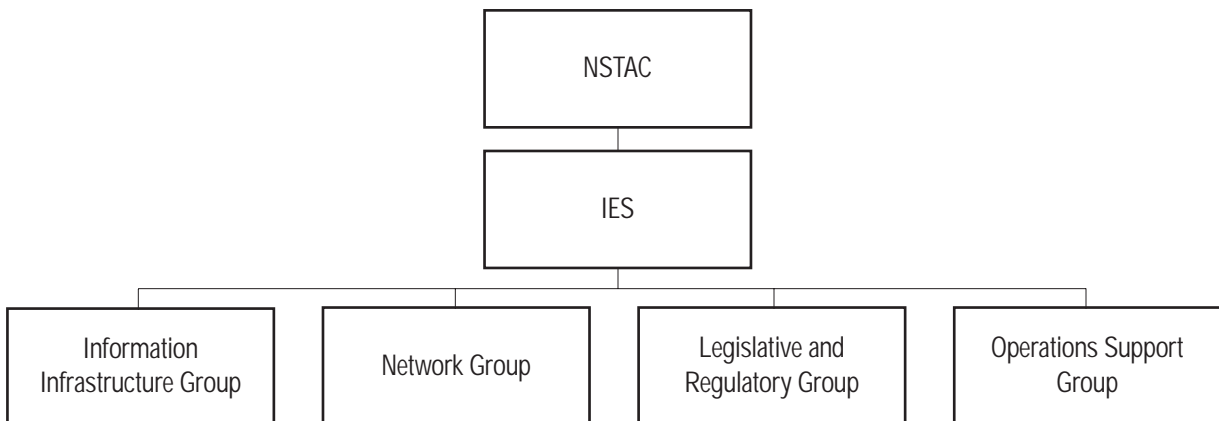 NSTAC
IES
Information
Infrastructure Group
Network Group
Legislative and
Regulatory Group
Operations Support
Group